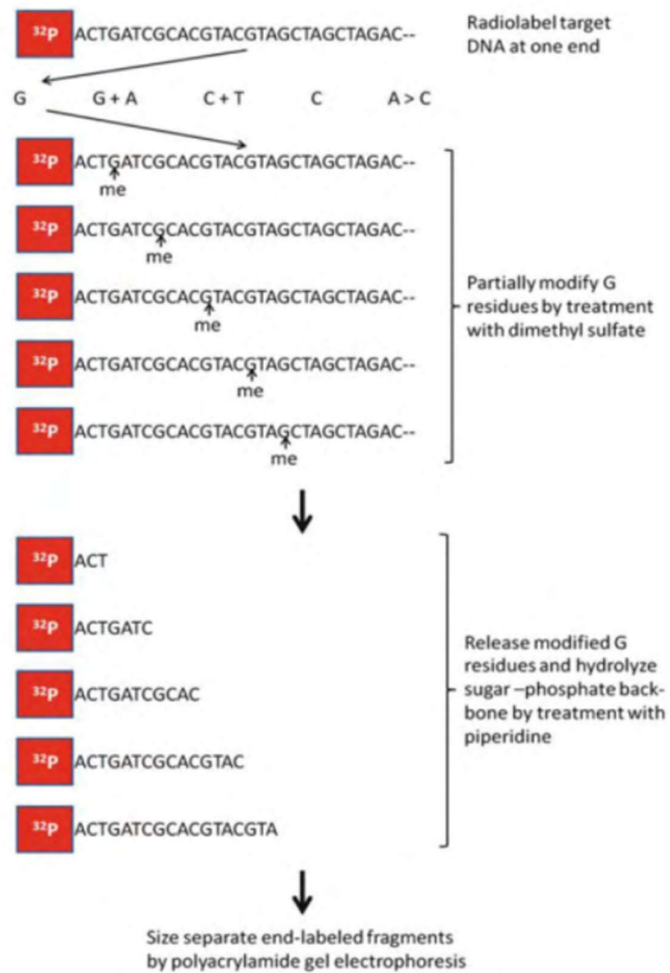 32p ACTGATCGCACGTACGTAGCTAGCTAGAC--
Radiolabel target
DNA at one end
G G + A C + T C A > C
32p ACTGATCGCACGTACGTAGCTAGCTAGAC--
me
32p ACTGATCGCACGTACGTAGCTAGCTAGAC--
me
32p ACTGATCGCACGTACGTAGCTAGCTAGAC--
me
32p ACTGATCGCACGTACGTAGCTAGCTAGAC--
me
32p ACTGATCGCACGTACGTAGCTAGCTAGAC--
me
Partially modify G
residues by treatment
with dimethyl sulfate
32p ACT
32p ACTGATC
32p ACTGATCGCAC
32p ACTGATCGCACGTAC
32p ACTGATCGCACGTACGTA
Release modified G
residues and hydrolyze
sugar –phosphate back-
bone by treatment with
piperidine
Size separate end-labeled fragments
by polyacrylamide gel electrophoresis